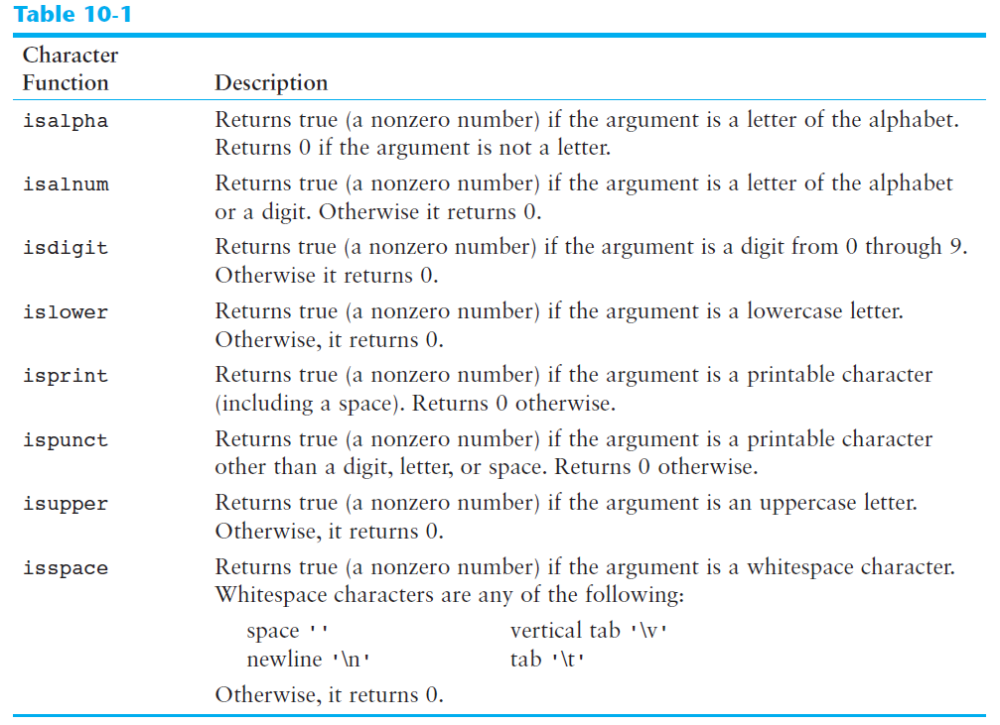 Table 10-1
Character
Function Description
isalpha Returns true (a nonzero number) if the argument is a letter of the alphabet.
Returns 0 if the argument is not a letter.
isalnum Returns true (a nonzero number) if the argument is a letter of the alphabet
or a digit. Otherwise it returns 0.
isdigit Returns true (a nonzero number) if the argument is a digit from 0 through 9.
Otherwise it returns 0.
islower Returns true (a nonzero number) if the argument is a lowercase letter.
Otherwise, it returns 0.
isprint Returns true (a nonzero number) if the argument is a printable character
(including a space). Returns 0 otherwise.
ispunct Returns true (a nonzero number) if the argument is a printable character
other than a digit, letter, or space. Returns 0 otherwise.
isupper Returns true (a nonzero number) if the argument is an uppercase letter.
Otherwise, it returns 0.
isspace Returns true (a nonzero number) if the argument is a whitespace character.
Whitespace characters are any of the following:
space ' ' vertical tab '\v'
newline '\n' tab '\t'
Otherwise, it returns 0.